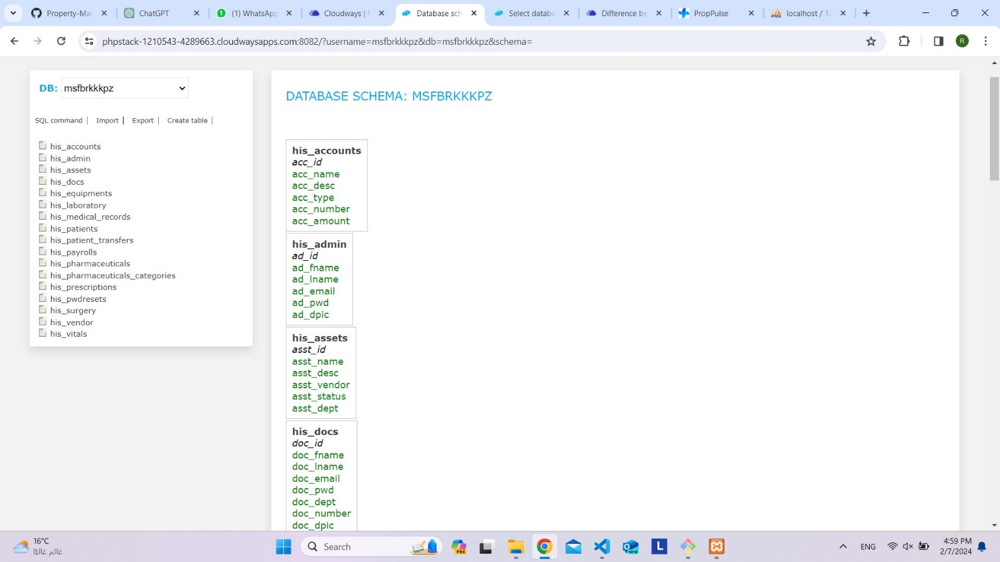 Property-Mar
ChatGPT
(1) WhatsApp
Cloudways | N
Database sch
Select databa
Difference be
PropPulse
localhost / 12
phpstack-1210543-4289663.cloudwaysapps.com:8082/?username=msfbrkkkpz&db=msfbrkkkpz&schema=
R
DB: msfbrkkkpz
SQL command | Import | Export | Create table |
his_accounts
his_admin
his_assets
his_docs
his_equipments
his_laboratory
his_medical_records
his_patients
his_patient_transfers
his_payrolls
his_pharmaceuticals
his_pharmaceuticals_categories
his_prescriptions
his_pwdresets
his_surgery
his_vendor
his_vitals
DATABASE SCHEMA: MSFBRKKKPZ
his_accounts
acc_id
acc_name
acc_desc
acc_type
acc_number
acc_amount
his_admin
ad_id
ad_fname
ad_lname
ad_email
ad_pwd
ad_dpic
his_assets
asst_id
asst_name
asst_desc
asst_vendor
asst_status
asst_dept
his_docs
doc_id
doc_fname
doc_lname
doc_email
doc_pwd
doc_dept
doc_number
doc_dpic
16°C
غائم غالبًا
Search
PRE
NEW
L
ENG
4:59 PM
2/7/2024